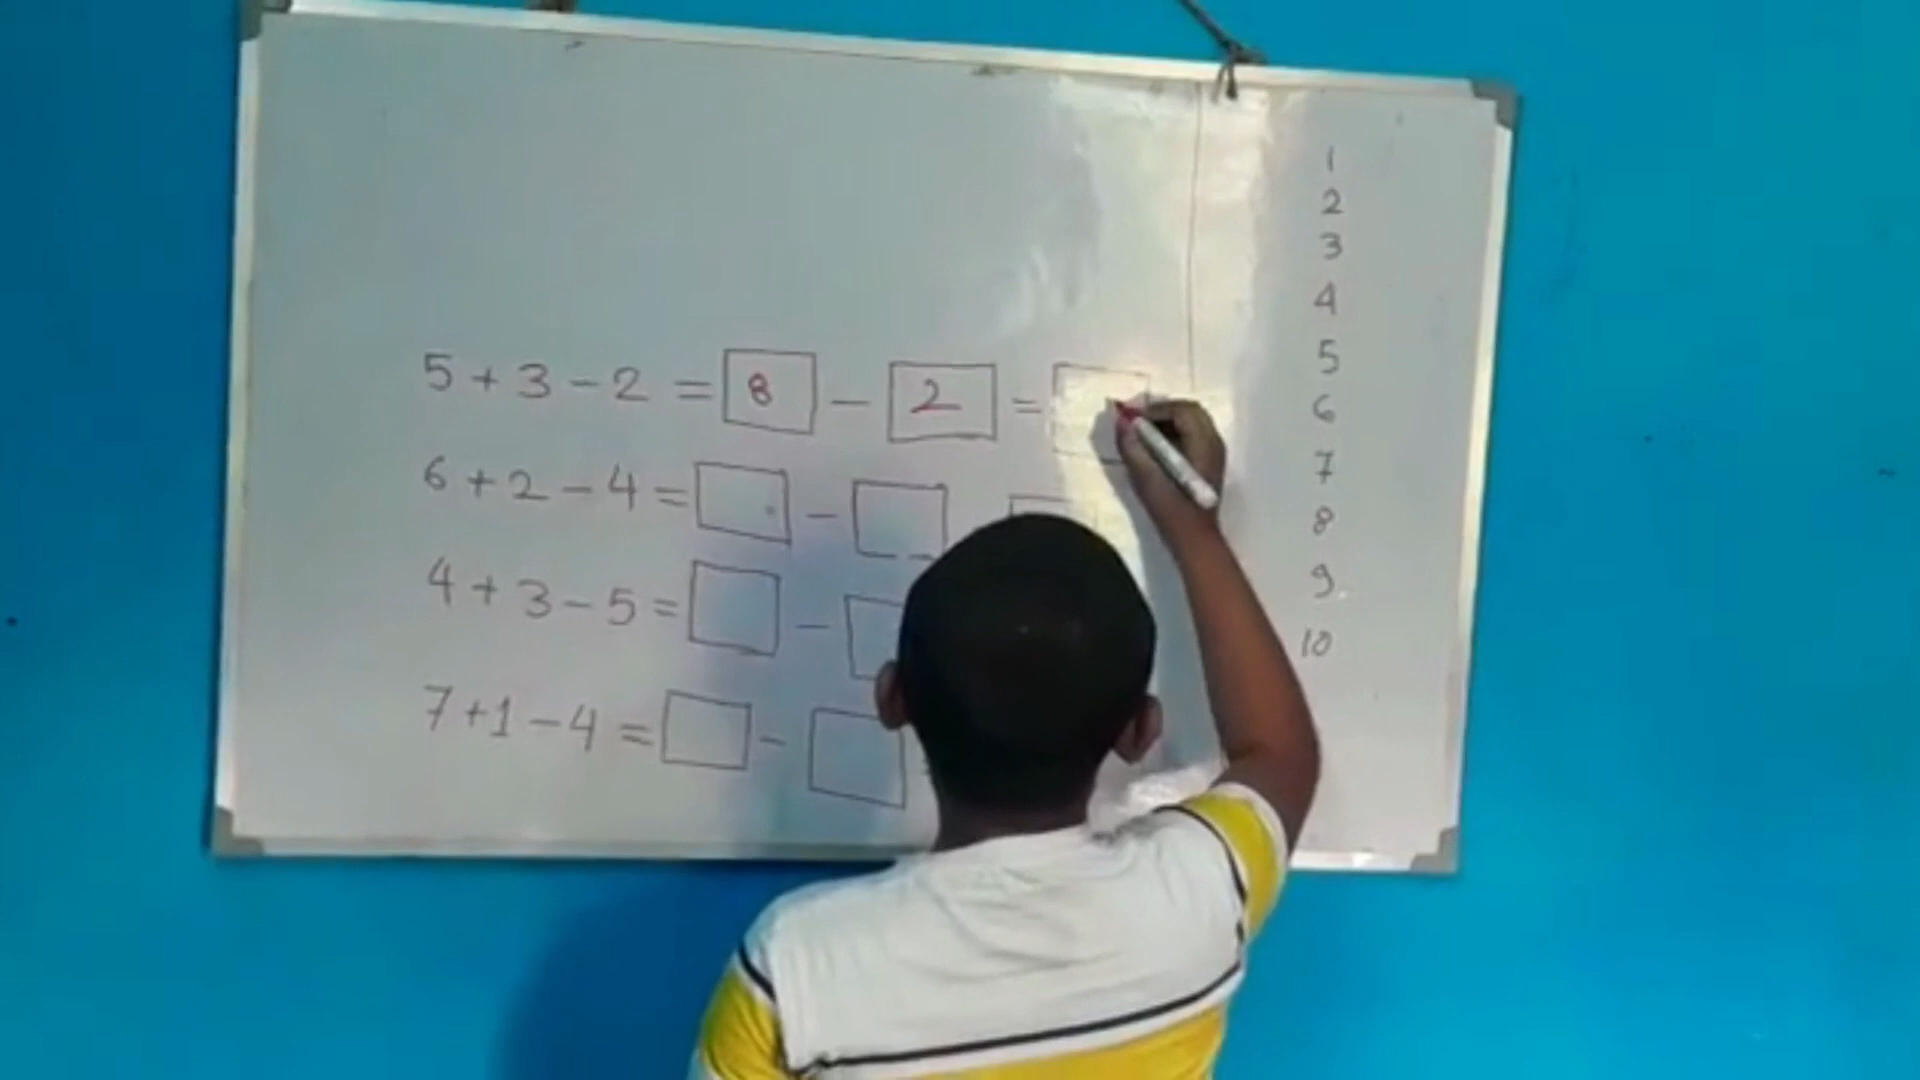 5 + 3 - 2 = 8 - 2 =
6 + 2 - 4 = -
4 + 3 - 5 = -
7 + 1 - 4 = -
1
2
3
4
5
6
7
8
9
10